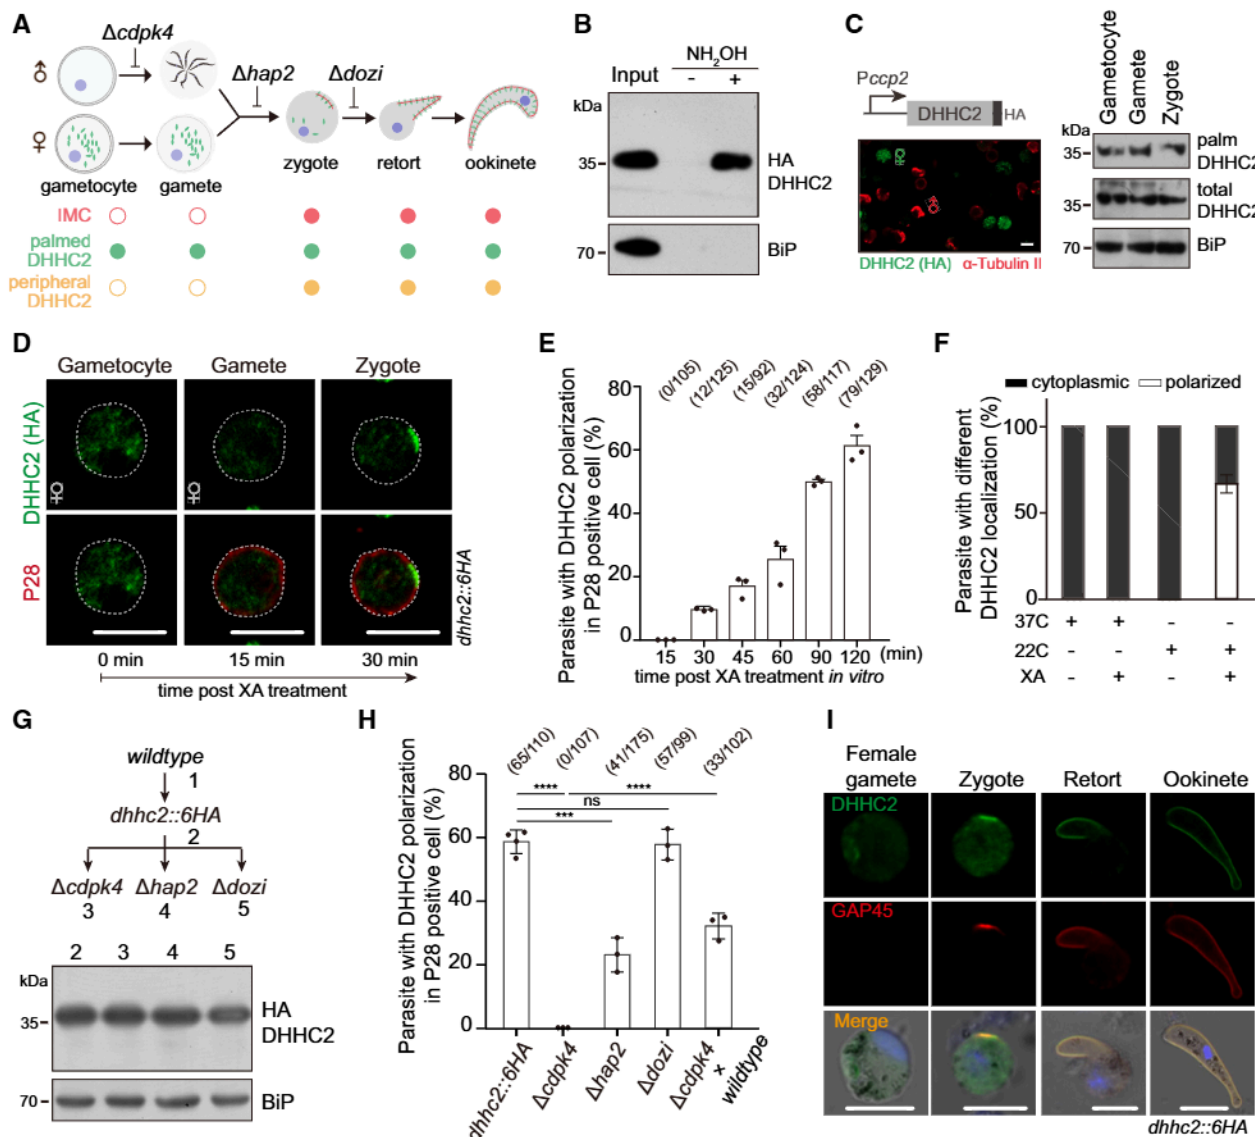 A
Δcdpk4
Δhap2
Δdozi
♂
♀
gametocyte
gamete
zygote
retort
ookinete
IMC
palmed
DHHC2
peripheral
DHHC2
B
NH2OH
Input - +
kDa
35
HA
DHHC2
70
BiP
C
Pccp2
DHHC2
HA
♀
♂
DHHC2 (HA) α-Tubulin II
Gametocyte
Gamete
Zygote
kDa
35
palm
DHHC2
35
total
DHHC2
70
BiP
D
Gametocyte Gamete Zygote
DHHC2 (HA)
♀ ♀
P28
dhhc2::6HA
0 min 15 min 30 min
time post XA treatment
E
Parasite with DHHC2 polarization
in P28 positive cell (%)
(0/105)
(12/125)
(15/92)
(32/124)
(58/117)
(79/129)
80
60
40
20
0
15 30 45 60 90 120 (min)
time post XA treatment in vitro
F
cytoplasmic polarized
Parasite with different
DHHC2 localization (%)
100
50
0
37C + + - -
22C - - + +
XA - + - +
G
wildtype
1
dhhc2::6HA
2
Δcdpk4 Δhap2 Δdozi
3 4 5
2 3 4 5
kDa
35
HA
DHHC2
70
BiP
H
Parasite with DHHC2 polarization
in P28 positive cell (%)
(65/110)
(0/107)
(41/175)
(57/99)
(33/102)
80
60
40
20
0
**** ****
ns
***
dhhc2::6HA
Δcdpk4
Δhap2
Δdozi
Δcdpk4
+
wildtype
I
Female
gamete
Zygote
Retort
Ookinete
DHHC2
GAP45
Merge
dhhc2::6HA